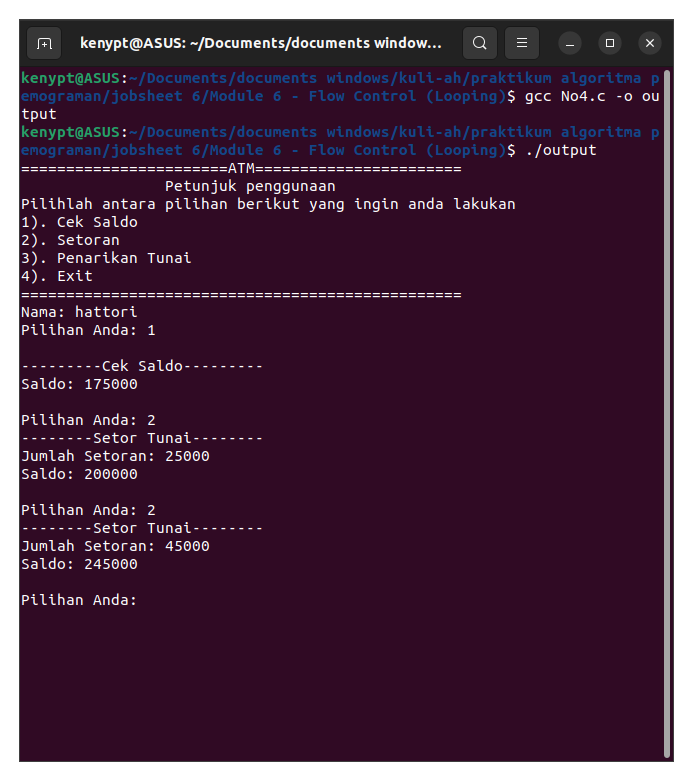 kenypt@ASUS: ~/Documents/documents window...
kenypt@ASUS:~/Documents/documents windows/kuli-ah/praktikum algoritma p
emograman/jobsheet 6/Module 6 - Flow Control (Looping)$ gcc No4.c -o ou
tput
kenypt@ASUS:~/Documents/documents windows/kuli-ah/praktikum algoritma p
emograman/jobsheet 6/Module 6 - Flow Control (Looping)$ ./output
=======================ATM=======================
                Petunjuk penggunaan
Pilihlah antara pilihan berikut yang ingin anda lakukan
1). Cek Saldo
2). Setoran
3). Penarikan Tunai
4). Exit
=================================================
Nama: hattori
Pilihan Anda: 1

---------Cek Saldo---------
Saldo: 175000

Pilihan Anda: 2
--------Setor Tunai--------
Jumlah Setoran: 25000
Saldo: 200000

Pilihan Anda: 2
--------Setor Tunai--------
Jumlah Setoran: 45000
Saldo: 245000

Pilihan Anda: